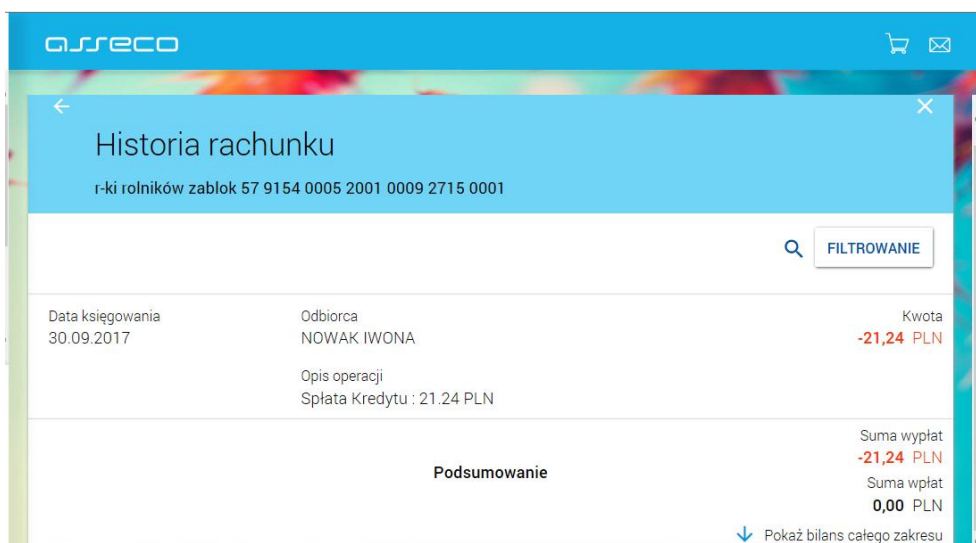 asseco
Historia rachunku
r-ki rolników zablok 57 9154 0005 2001 0009 2715 0001
FILTROWANIE
Data księgowania
30.09.2017
Odbiorca
NOWAK IWONA
Kwota
-21,24 PLN
Opis operacji
Spłata Kredytu : 21.24 PLN
Podsumowanie
Suma wypłat
-21,24 PLN
Suma wpłat
0,00 PLN
Pokaż bilans całego zakresu